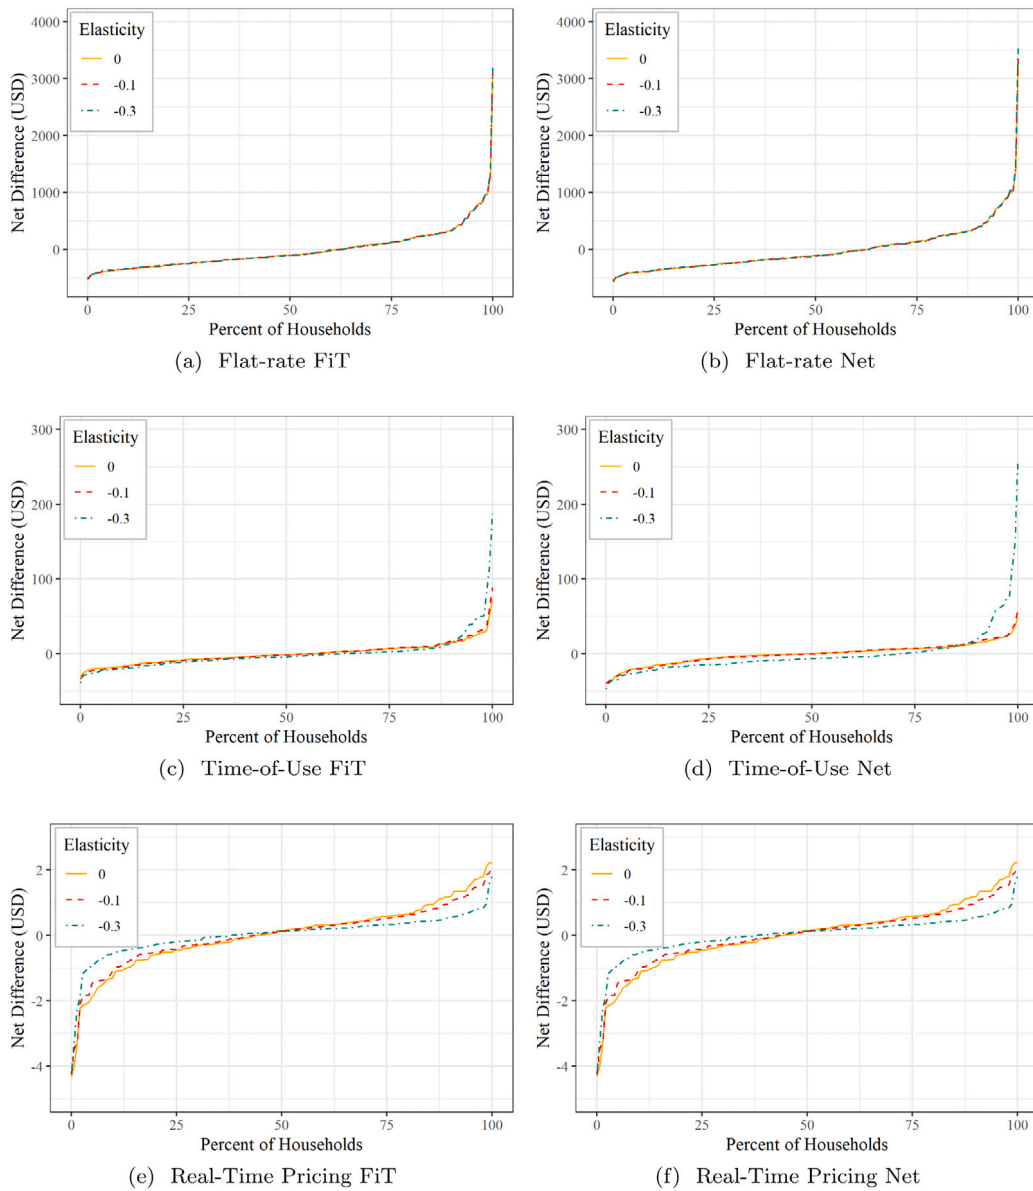 Elasticity
0
-0.1
-0.3
4000
3000
2000
1000
0
Net Difference (USD)
0 25 50 75 100
Percent of Households
(a) Flat-rate FiT
Elasticity
0
-0.1
-0.3
4000
3000
2000
1000
0
Net Difference (USD)
0 25 50 75 100
Percent of Households
(b) Flat-rate Net
Elasticity
0
-0.1
-0.3
300
200
100
0
Net Difference (USD)
0 25 50 75 100
Percent of Households
(c) Time-of-Use FiT
Elasticity
0
-0.1
-0.3
300
200
100
0
Net Difference (USD)
0 25 50 75 100
Percent of Households
(d) Time-of-Use Net
Elasticity
0
-0.1
-0.3
2
0
-2
-4
Net Difference (USD)
0 25 50 75 100
Percent of Households
(e) Real-Time Pricing FiT
Elasticity
0
-0.1
-0.3
2
0
-2
-4
Net Difference (USD)
0 25 50 75 100
Percent of Households
(f) Real-Time Pricing Net